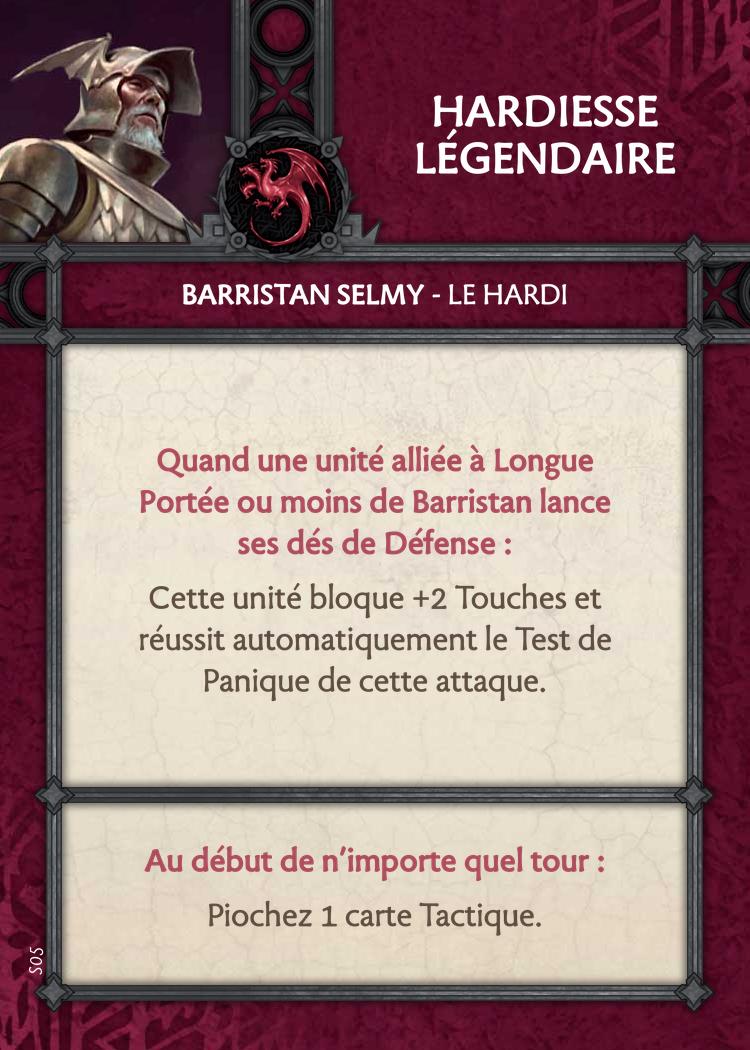 HARDIESSE
LÉGENDAIRE
BARRISTAN SELMY - LE HARDI
Quand une unité alliée à Longue
Portée ou moins de Barristan lance
ses dés de Défense :
Cette unité bloque +2 Touches et
réussit automatiquement le Test de
Panique de cette attaque.
Au début de n'importe quel tour :
Piochez 1 carte Tactique.
S05